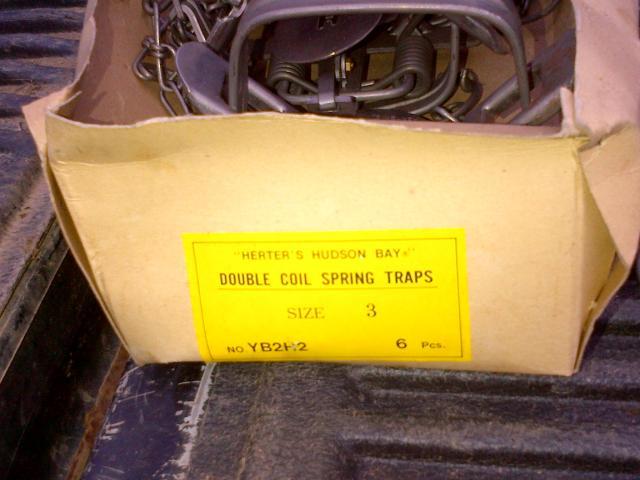 "HERTER'S HUDSON BAY®"
DOUBLE COIL SPRING TRAPS
SIZE 3
NO. YB2H2 6 Pcs.